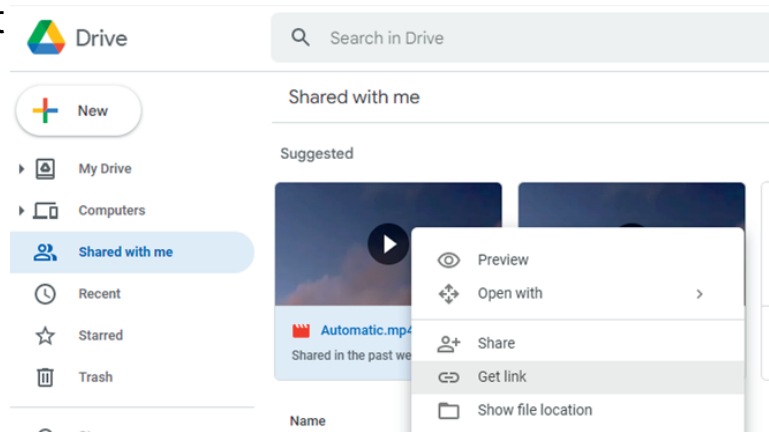 Drive
Search in Drive
New
Shared with me
Suggested
My Drive
Computers
Shared with me
Recent
Starred
Trash
Automatic.mp4
Shared in the past we
Name
Preview
Open with
Share
Get link
Show file location